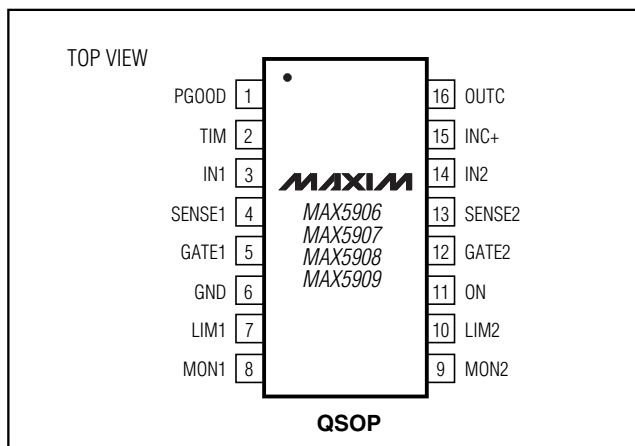 TOP VIEW
PGOOD 1
TIM 2
IN1 3
SENSE1 4
GATE1 5
GND 6
LIM1 7
MON1 8
MAXIM
MAX5906
MAX5907
MAX5908
MAX5909
16 OUTC
15 INC+
14 IN2
13 SENSE2
12 GATE2
11 ON
10 LIM2
9 MON2
QSOP